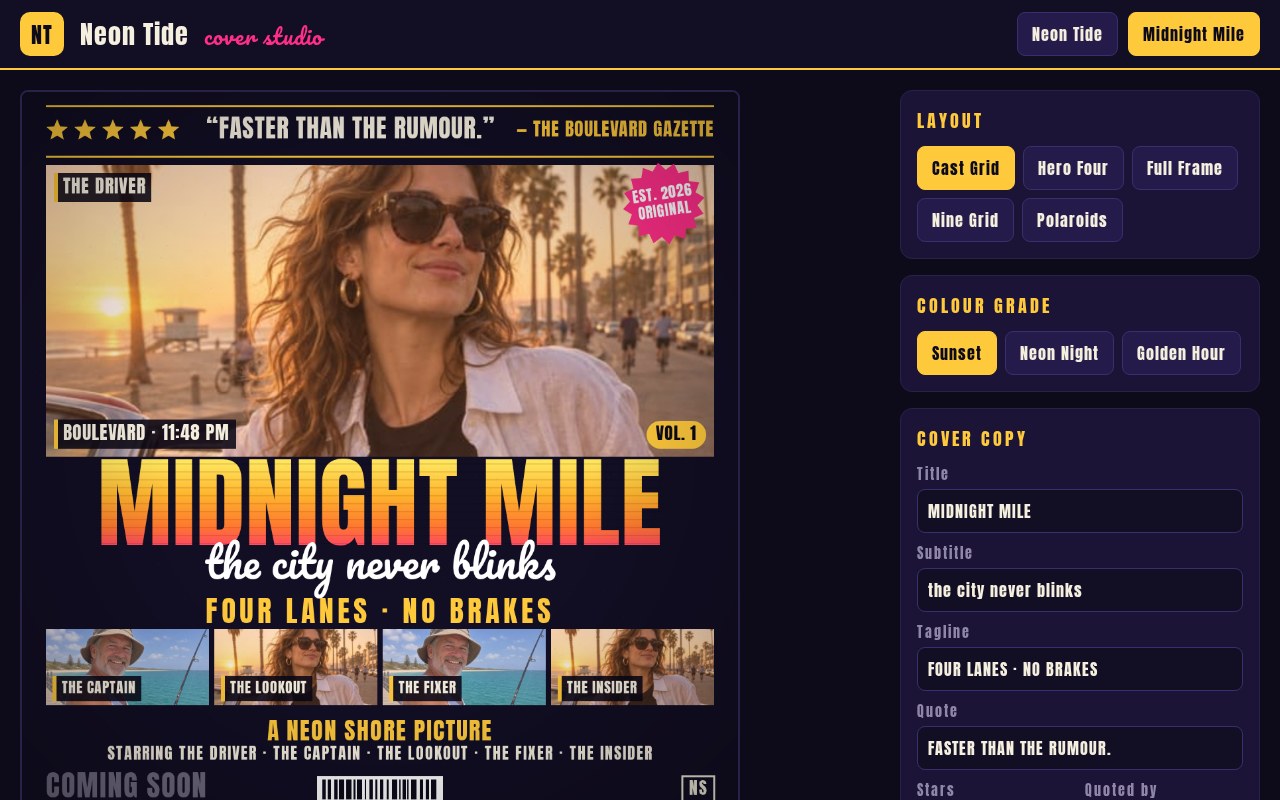 NT
Neon Tide
cover studio
Neon Tide
Midnight Mile
“FASTER THAN THE RUMOUR.”
– THE BOULEVARD GAZETTE
THE DRIVER
EST. 2026
ORIGINAL
BOULEVARD · 11:48 PM
VOL. 1
MIDNIGHT MILE
the city never blinks
FOUR LANES · NO BRAKES
THE CAPTAIN
THE LOOKOUT
THE FIXER
THE INSIDER
A NEON SHORE PICTURE
STARRING THE DRIVER · THE CAPTAIN · THE LOOKOUT · THE FIXER · THE INSIDER
COMING SOON
NS
LAYOUT
Cast Grid
Hero Four
Full Frame
Nine Grid
Polaroids
COLOUR GRADE
Sunset
Neon Night
Golden Hour
COVER COPY
Title
MIDNIGHT MILE
Subtitle
the city never blinks
Tagline
FOUR LANES · NO BRAKES
Quote
FASTER THAN THE RUMOUR.
Stars
Quoted by